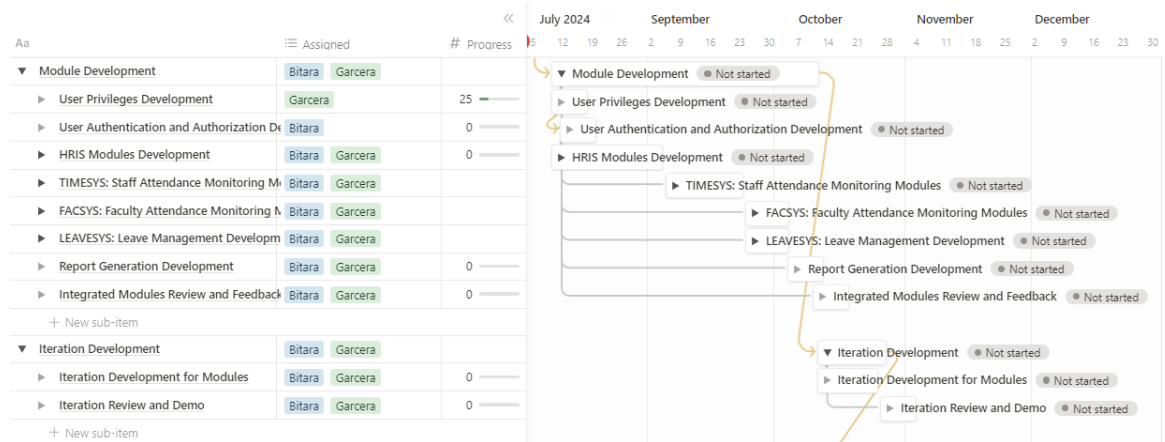 July 2024 September October November December
Aa Assigned # Progress 5 12 19 26 2 9 16 23 30 7 14 21 28 4 11 18 25 2 9 16 23 30
Module Development Bitara Garcera Module Development Not started
User Privileges Development Garcera 25 User Privileges Development Not started
User Authentication and Authorization De Bitara 0 User Authentication and Authorization Development Not started
HRIS Modules Development Bitara Garcera 0 HRIS Modules Development Not started
TIMESYS: Staff Attendance Monitoring Mo Bitara Garcera TIMESYS: Staff Attendance Monitoring Modules Not started
FACSYS: Faculty Attendance Monitoring M Bitara Garcera FACSYS: Faculty Attendance Monitoring Modules Not started
LEAVESYS: Leave Management Developm Bitara Garcera LEAVESYS: Leave Management Development Not started
Report Generation Development Bitara Garcera 0 Report Generation Development Not started
Integrated Modules Review and Feedback Bitara Garcera 0 Integrated Modules Review and Feedback Not started
+ New sub-item
Iteration Development Bitara Garcera Iteration Development Not started
Iteration Development for Modules Bitara Garcera 0 Iteration Development for Modules Not started
Iteration Review and Demo Bitara Garcera 0 Iteration Review and Demo Not started
+ New sub-item